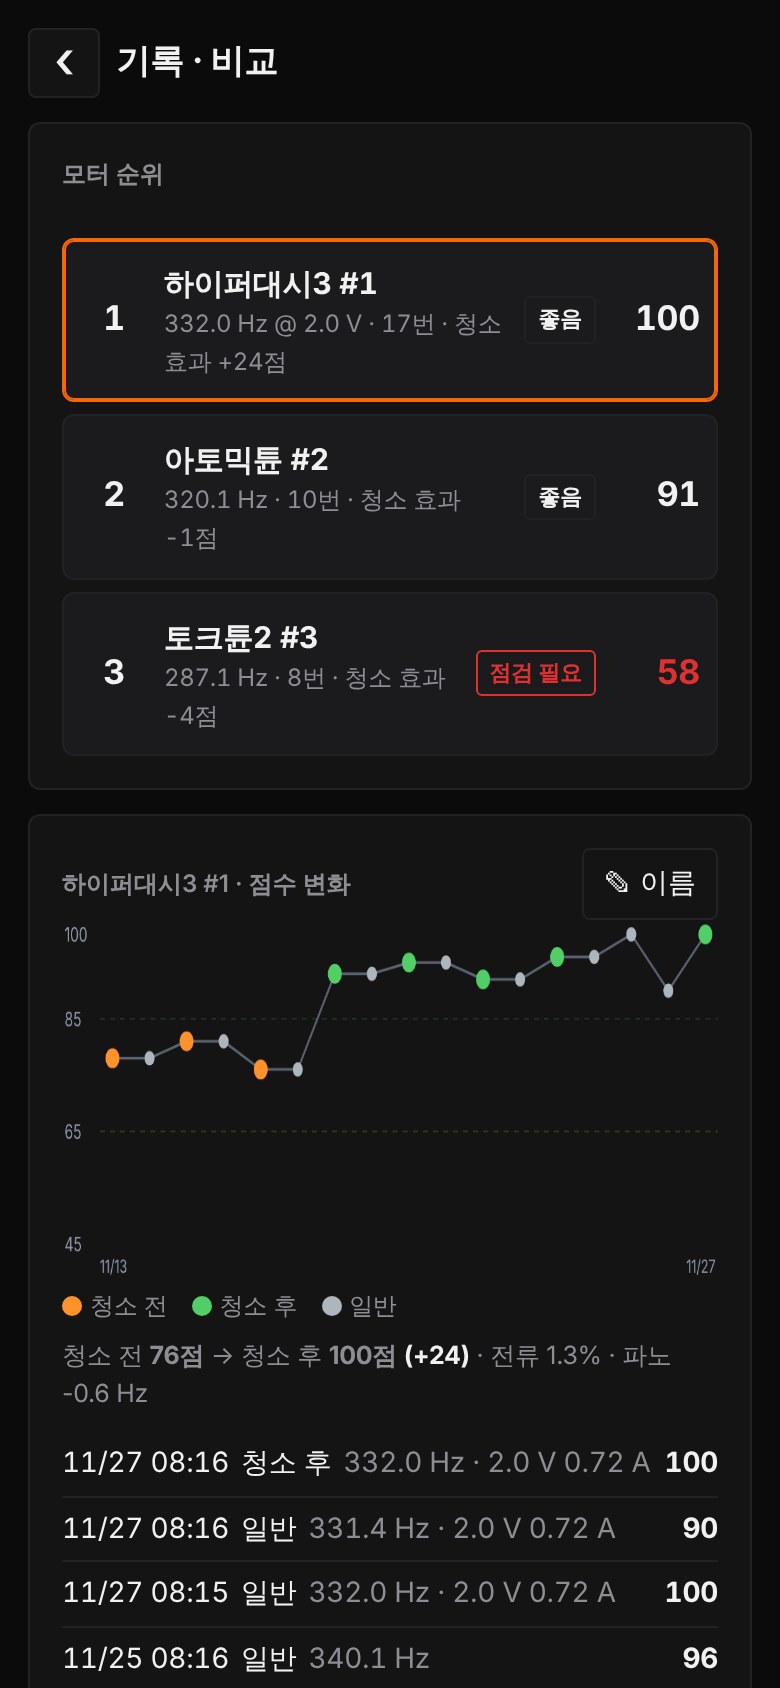 기록 · 비교
모터 순위
1
하이퍼대시3 #1
332.0 Hz @ 2.0 V · 17번 · 청소
효과 +24점
좋음
100
2
아토믹튠 #2
320.1 Hz · 10번 · 청소 효과
-1점
좋음
91
3
토크튠2 #3
287.1 Hz · 8번 · 청소 효과
-4점
점검 필요
58
하이퍼대시3 #1 · 점수 변화
✎ 이름
100
85
65
45
11/13
11/27
청소 전 청소 후 일반
청소 전 76점 → 청소 후 100점 (+24) · 전류 1.3% · 파노
-0.6 Hz
11/27 08:16 청소 후 332.0 Hz · 2.0 V 0.72 A 100
11/27 08:16 일반 331.4 Hz · 2.0 V 0.72 A 90
11/27 08:15 일반 332.0 Hz · 2.0 V 0.72 A 100
11/25 08:16 일반 340.1 Hz 96